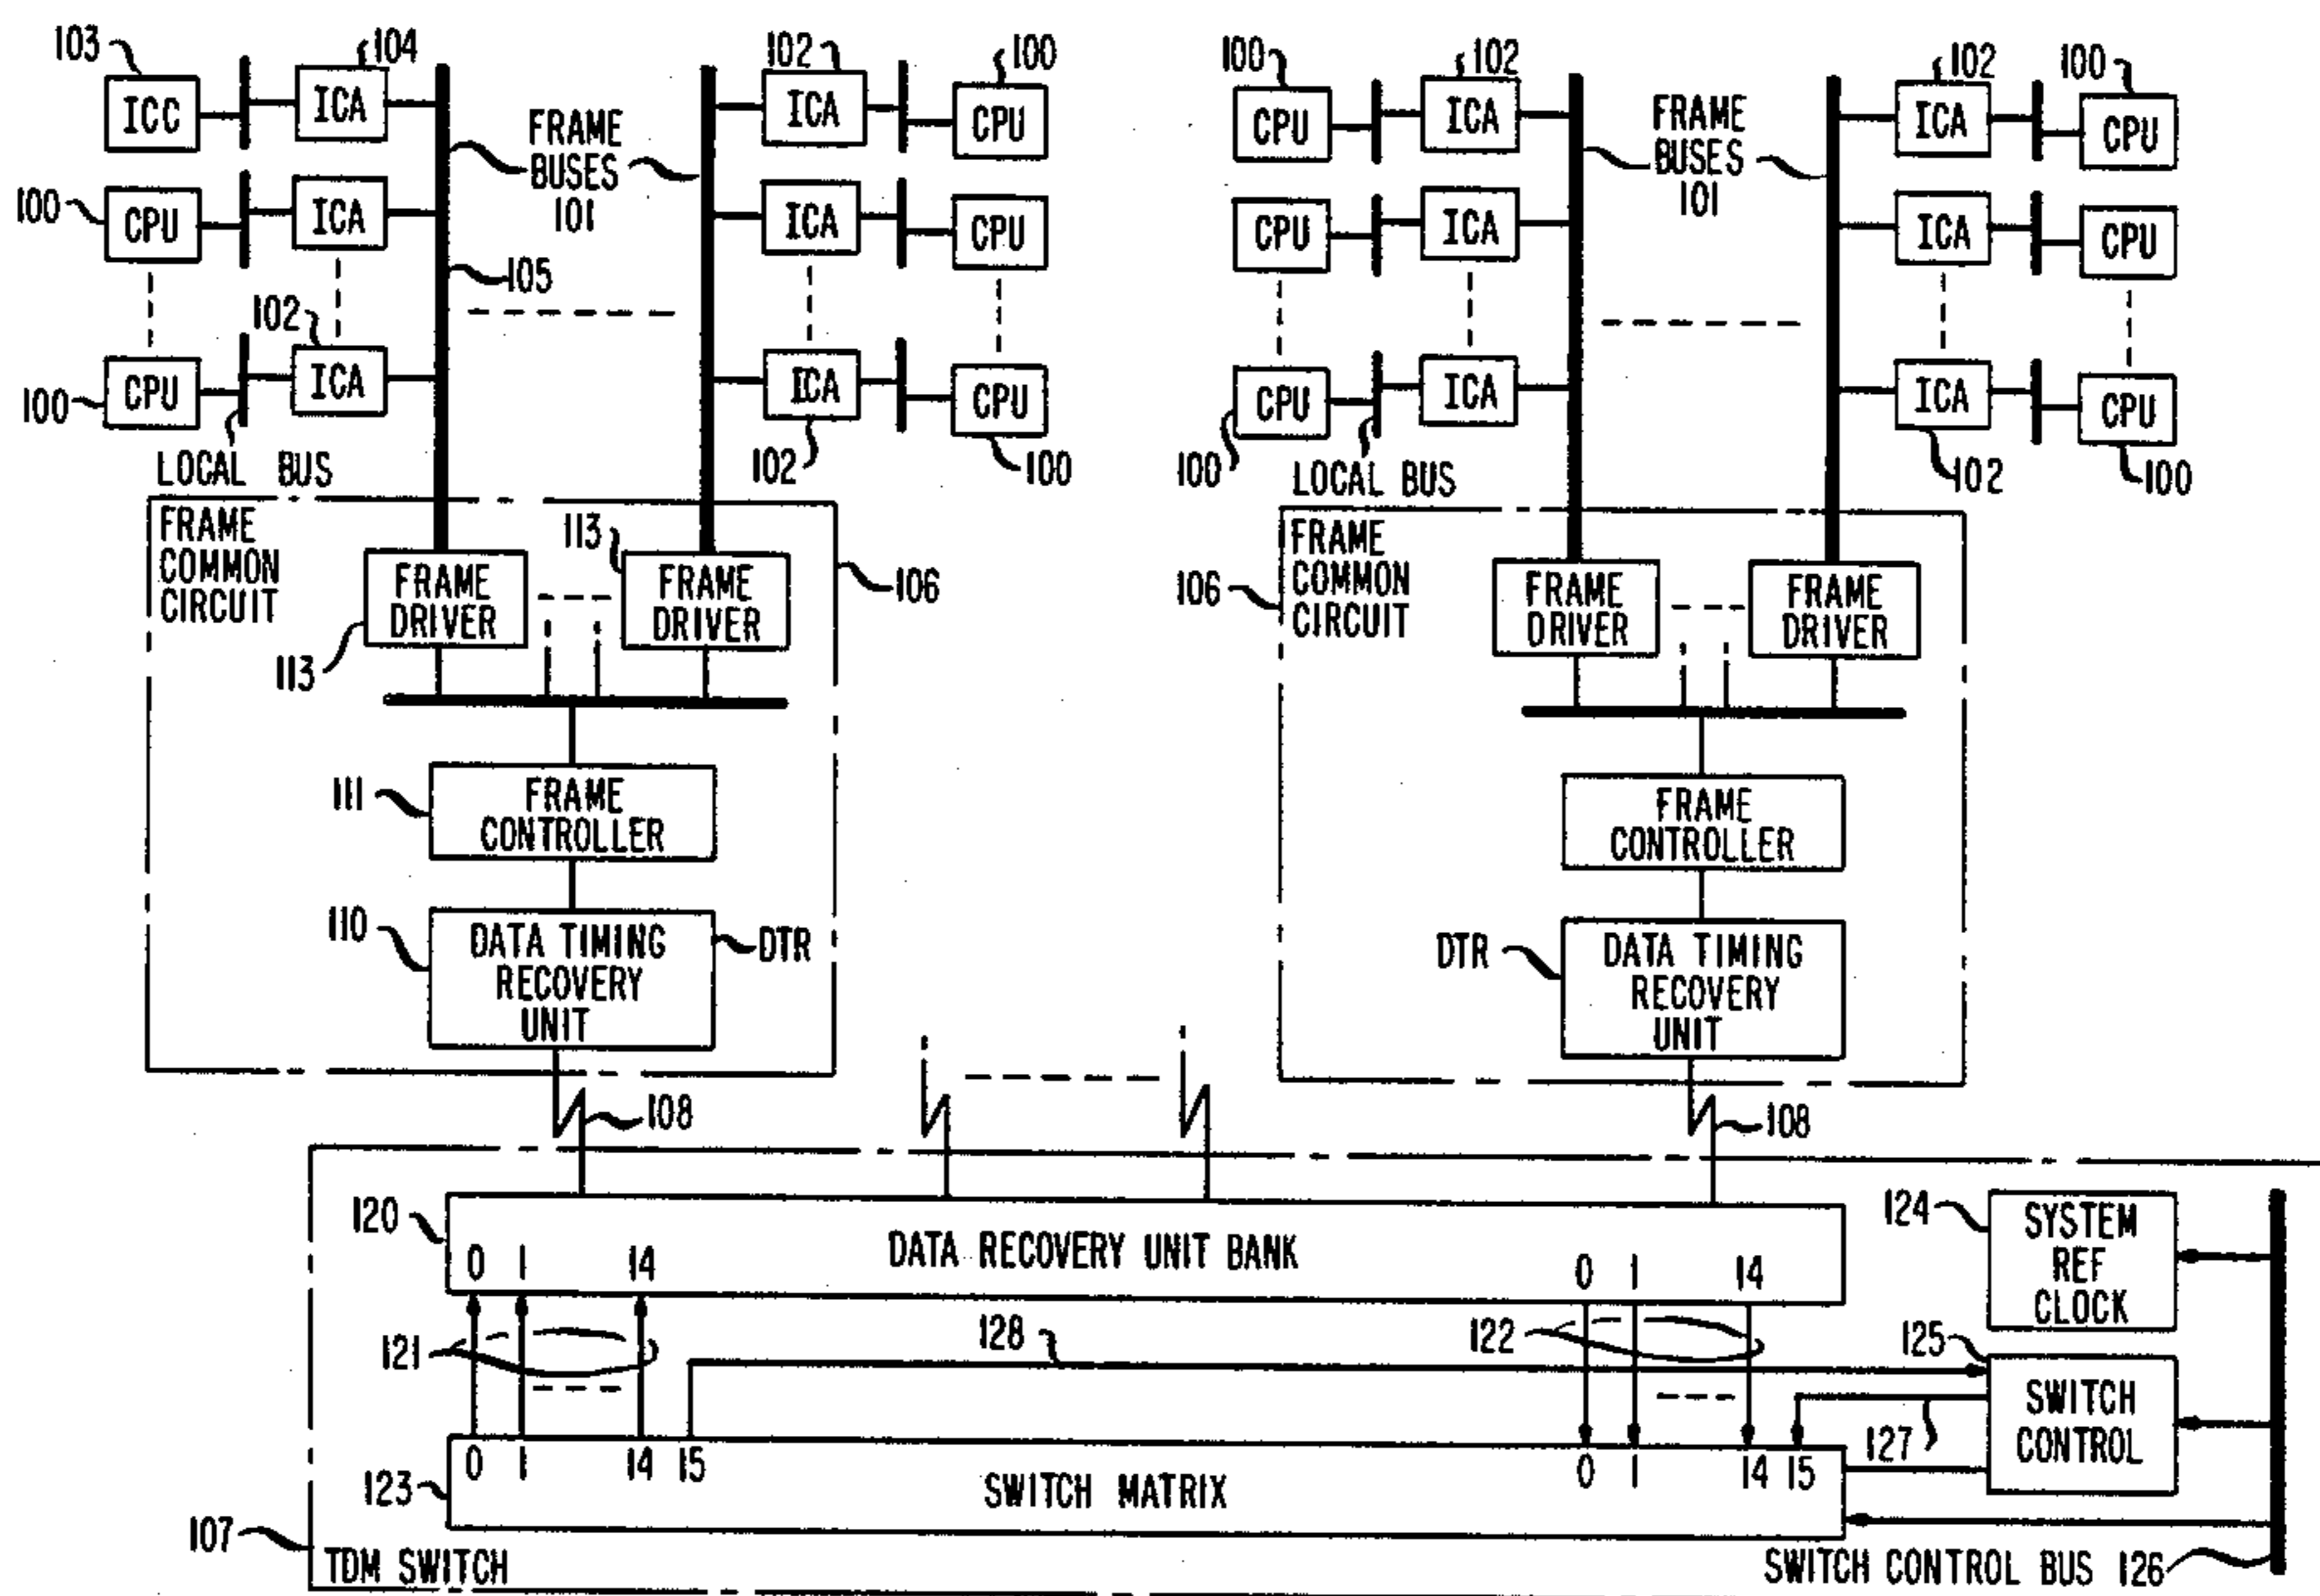 103 104 102 100 100 102 102 100
ICC ICA ICA CPU CPU ICA ICA CPU
FRAME BUSES 101
FRAME BUSES 101
100 CPU ICA ICA CPU CPU ICA ICA CPU
105
102
100 CPU ICA ICA CPU CPU ICA ICA CPU
102 100 100 102 100
LOCAL BUS
LOCAL BUS
FRAME
COMMON
CIRCUIT
113
FRAME
DRIVER
FRAME
DRIVER
106
113
106
FRAME
COMMON
CIRCUIT
FRAME
DRIVER
FRAME
DRIVER
111
FRAME
CONTROLLER
FRAME
CONTROLLER
110
DATA TIMING
RECOVERY
UNIT
DTR
DTR
DATA TIMING
RECOVERY
UNIT
108
108
120
DATA RECOVERY UNIT BANK
0 1 14
0 1 14
124
SYSTEM
REF
CLOCK
121
128
122
125
SWITCH
CONTROL
127
0 1 14 15
0 1 14 15
123
SWITCH MATRIX
107
TDM SWITCH
SWITCH CONTROL BUS 126